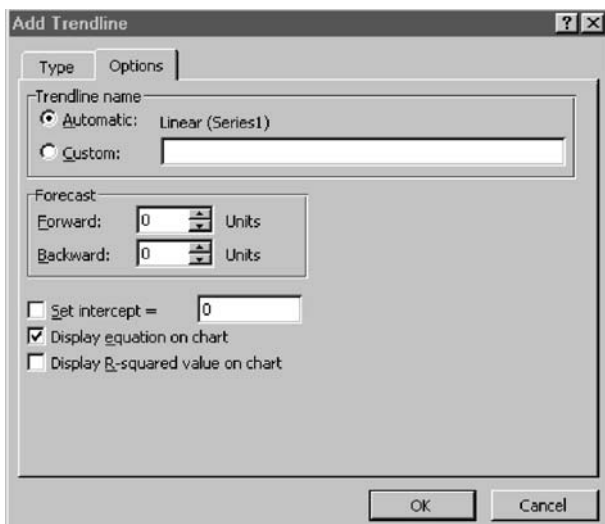 Add Trendline
Type Options
Trendline name
Automatic: Linear (Series1)
Custom:
Forecast
Forward: 0 Units
Backward: 0 Units
Set intercept = 0
Display equation on chart
Display R-squared value on chart
OK Cancel